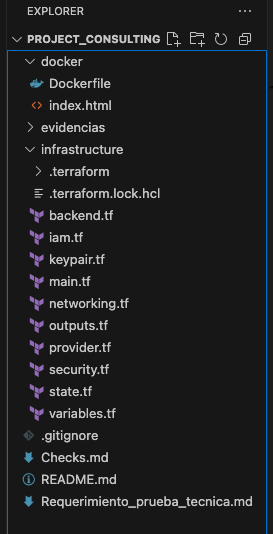 EXPLORER
PROJECT_CONSULTING
docker
Dockerfile
index.html
evidencias
infrastructure
.terraform
.terraform.lock.hcl
backend.tf
iam.tf
keypair.tf
main.tf
networking.tf
outputs.tf
provider.tf
security.tf
state.tf
variables.tf
.gitignore
Checks.md
README.md
Requerimiento_prueba_tecnica.md